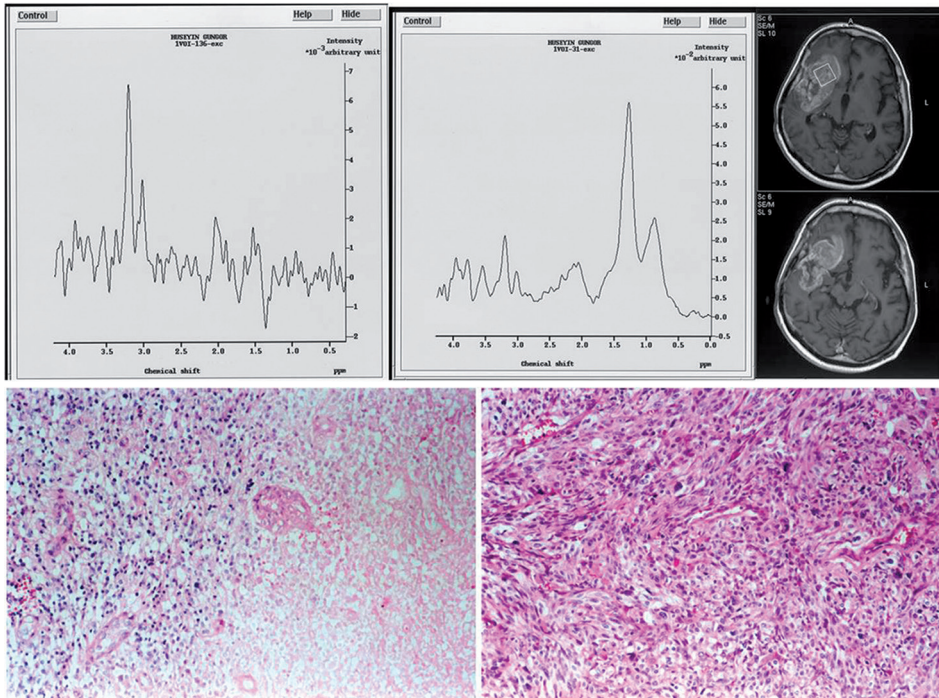 Control Help Hide
HUSEYIN GUNGOR
1VOI-136-exc
Intensity
*10-3 arbitrary unit
7
6
5
4
3
2
1
0
-1
-2
4.0 3.5 3.0 2.5 2.0 1.5 1.0 0.5
Chemical shift ppm
Control Help Hide
HUSEYIN GUNGOR
1VOI-31-exc
Intensity
*10-2 arbitrary unit
6.0
5.5
5.0
4.5
4.0
3.5
3.0
2.5
2.0
1.5
1.0
0.5
0.0
-0.5
4.0 3.5 3.0 2.5 2.0 1.5 1.0 0.5 0.0
Chemical shift ppm
Sc 6
SE/M
SL 10
A
L
Sc 6
SE/M
SL 9
A
L